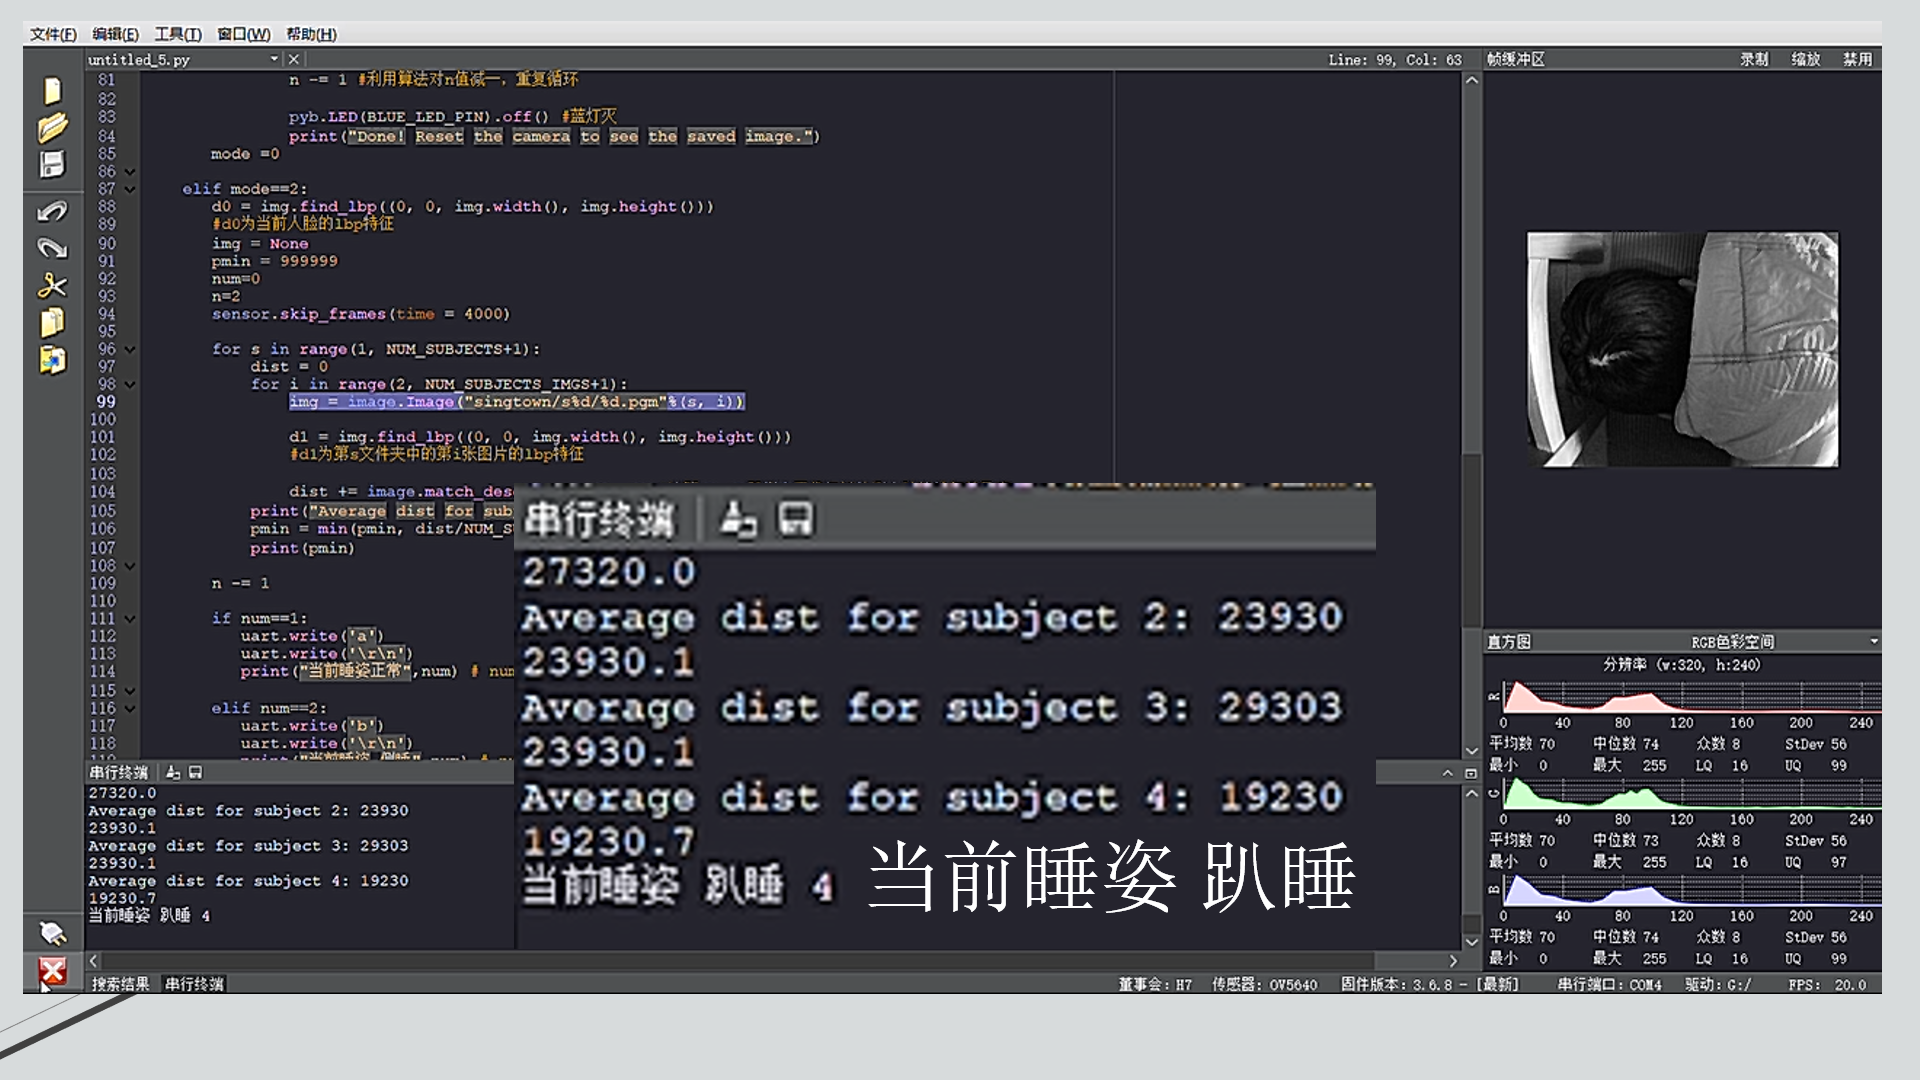 文件(F) 编辑(E) 工具(T) 窗口(W) 帮助(H)
untitled_5.py
Line: 99, Col: 63
帧缓冲区
录制 缩放 禁用
81 n -= 1 #利用算法对n值减一，重复循环
82
83 pyb.LED(BLUE_LED_PIN).off() #蓝灯灭
84 print("Done! Reset the camera to see the saved image.")
85 mode =0
86
87 elif mode==2:
88 d0 = img.find_lbp((0, 0, img.width(), img.height()))
89 #d0为当前人脸的lbp特征
90 img = None
91 pmin = 999999
92 num=0
93 n=2
94 sensor.skip_frames(time = 4000)
95
96 for s in range(1, NUM_SUBJECTS+1):
97 dist = 0
98 for i in range(2, NUM_SUBJECTS_IMGS+1):
99 img = image.Image("singtown/s%d/%d.pgm"%(s, i))
100
101 d1 = img.find_lbp((0, 0, img.width(), img.height()))
102 #d1为第s文件夹中的第i张图片的lbp特征
103
104 dist += image.match_des
105 print("Average dist for sub
106 pmin = min(pmin, dist/NUM_S
107 print(pmin)
108
109 n -= 1
110
111 if num==1:
112 uart.write('a')
113 uart.write('\r\n')
114 print("当前睡姿正常",num) # num
115
116 elif num==2:
117 uart.write('b')
118 uart.write('\r\n')
串行终端
27320.0
Average dist for subject 2: 23930
23930.1
Average dist for subject 3: 29303
23930.1
Average dist for subject 4: 19230
19230.7
当前睡姿 趴睡 4
串行终端
27320.0
Average dist for subject 2: 23930
23930.1
Average dist for subject 3: 29303
23930.1
Average dist for subject 4: 19230
19230.7
当前睡姿 趴睡 4
当前睡姿 趴睡
直方图 RGB色彩空间
分辨率 (w:320, h:240)
R
0 40 80 120 160 200 240
平均数 70 中位数 74 众数 8 StDev 56
最小 0 最大 255 LQ 16 UQ 99
G
0 40 80 120 160 200 240
平均数 70 中位数 73 众数 8 StDev 56
最小 0 最大 255 LQ 16 UQ 97
B
0 40 80 120 160 200 240
平均数 70 中位数 74 众数 8 StDev 56
最小 0 最大 255 LQ 16 UQ 99
搜索结果 串行终端
董事会: H7 传感器: OV5640 固件版本: 3.6.8 - [最新] 串行端口: COM4 驱动: G:/ FPS: 20.0